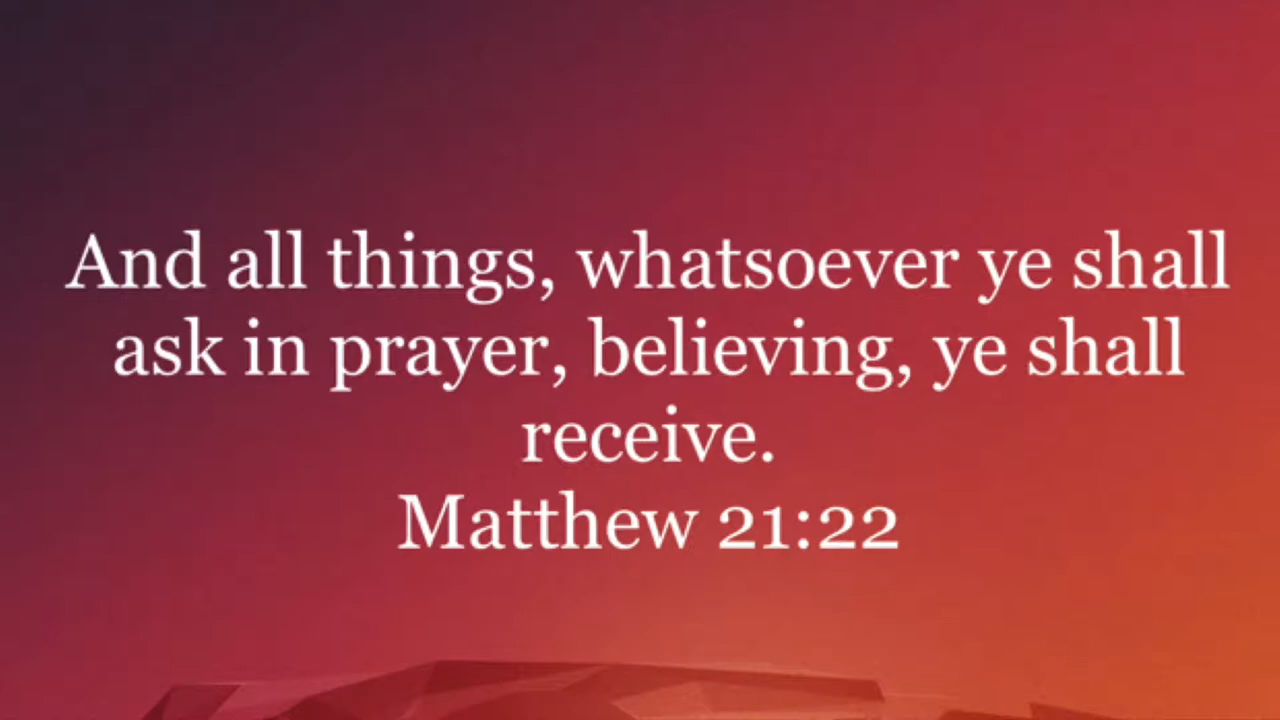 And all things, whatsoever ye shall
ask in prayer, believing, ye shall
receive.
Matthew 21:22